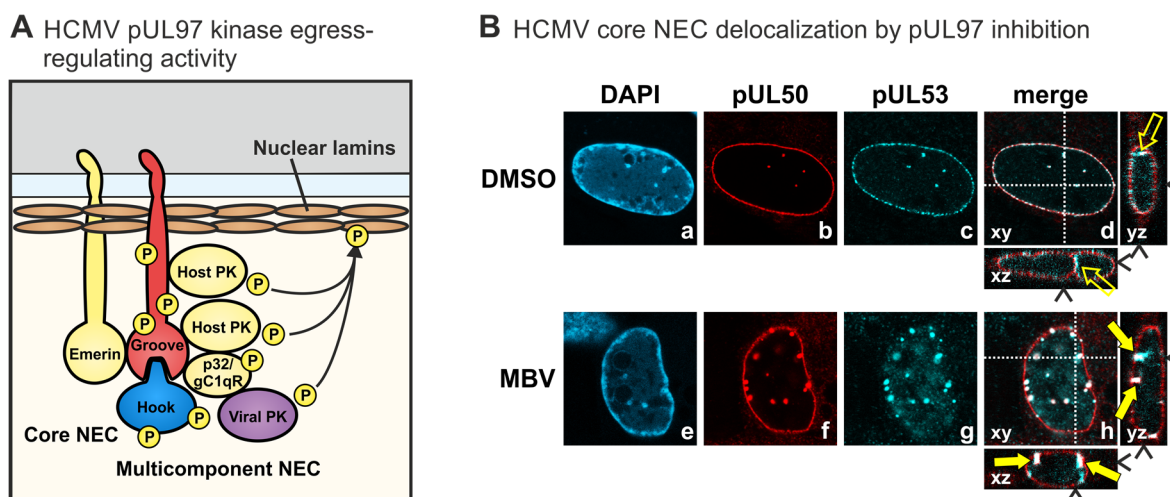 A HCMV pUL97 kinase egress-
regulating activity
Nuclear lamins
P
P
Host PK
P
P
P
Host PK
P
Emerin
Groove
p32/
gC1qR
P
Hook
P
Viral PK
P
Core NEC
P
Multicomponent NEC
B HCMV core NEC delocalization by pUL97 inhibition
DAPI pUL50 pUL53 merge
DMSO
a b c xy d yz
xz
MBV
e f g xy h yz
xz